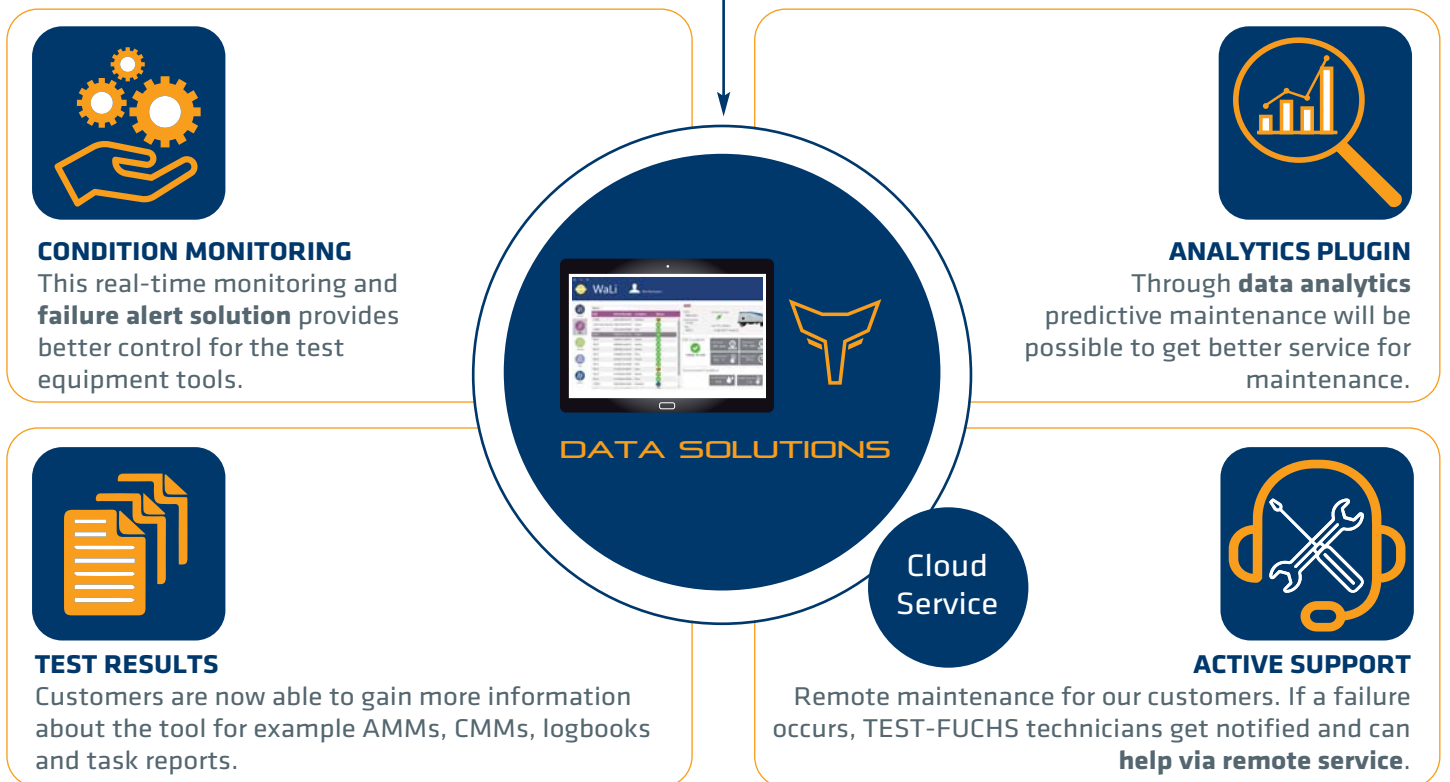 CONDITION MONITORING
This real-time monitoring and
failure alert solution provides
better control for the test
equipment tools.
ANALYTICS PLUGIN
Through data analytics
predictive maintenance will be
possible to get better service for
maintenance.
WaLi
DATA SOLUTIONS
Cloud
Service
TEST RESULTS
Customers are now able to gain more information
about the tool for example AMMs, CMMs, logbooks
and task reports.
ACTIVE SUPPORT
Remote maintenance for our customers. If a failure
occurs, TEST-FUCHS technicians get notified and can
help via remote service.